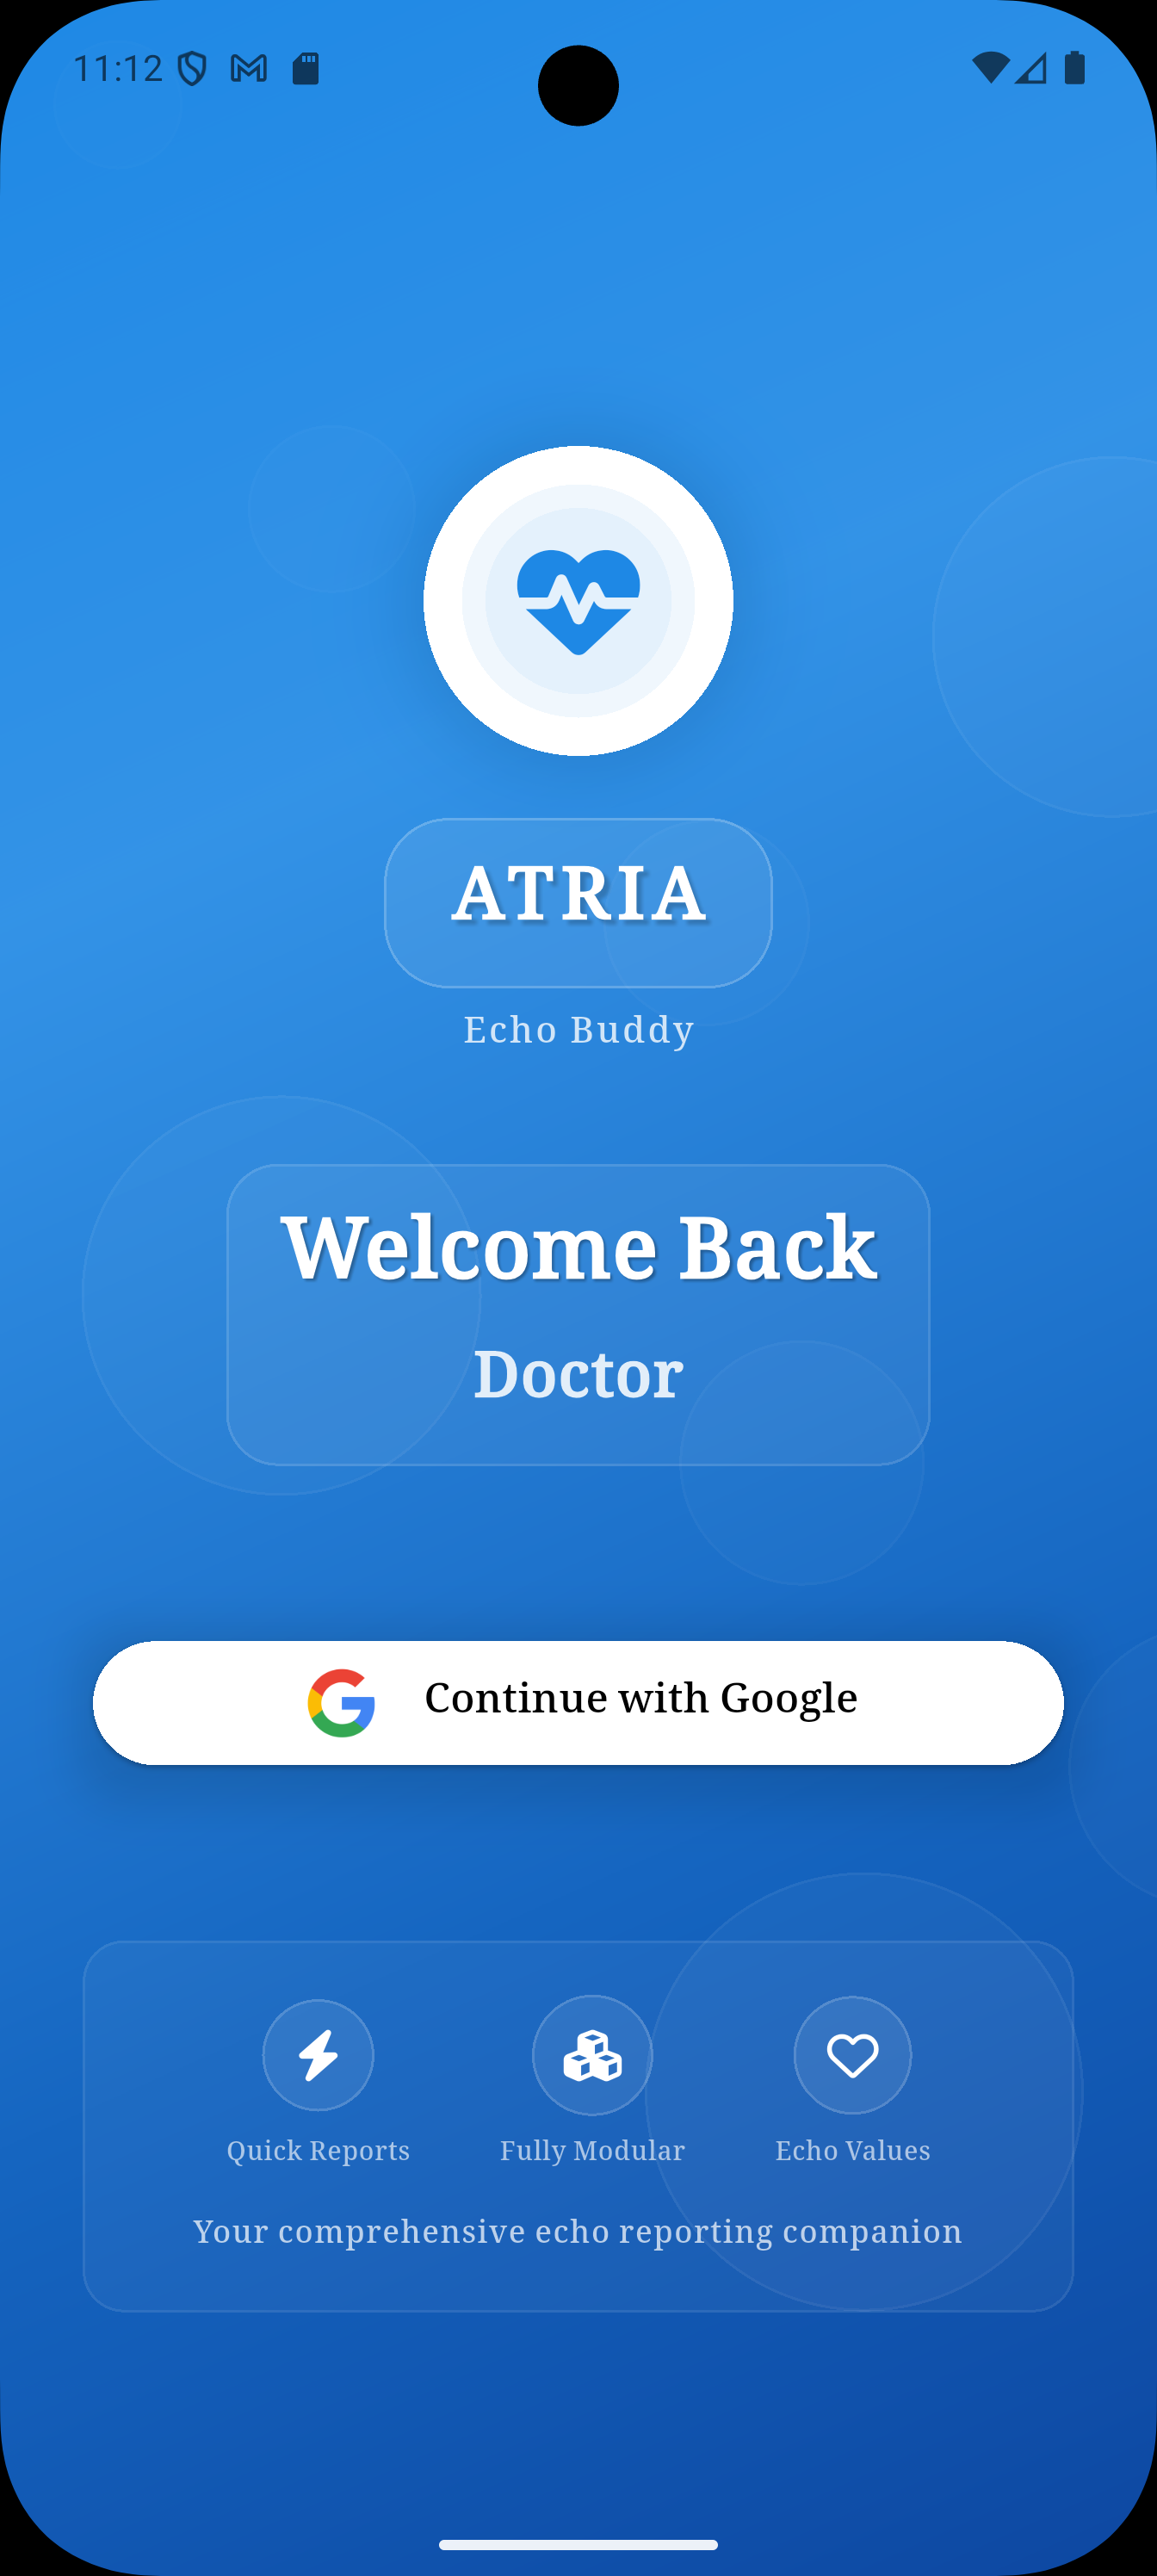 11:12
ATRIA
Echo Buddy
Welcome Back
Doctor
Continue with Google
Quick Reports Fully Modular Echo Values
Your comprehensive echo reporting companion